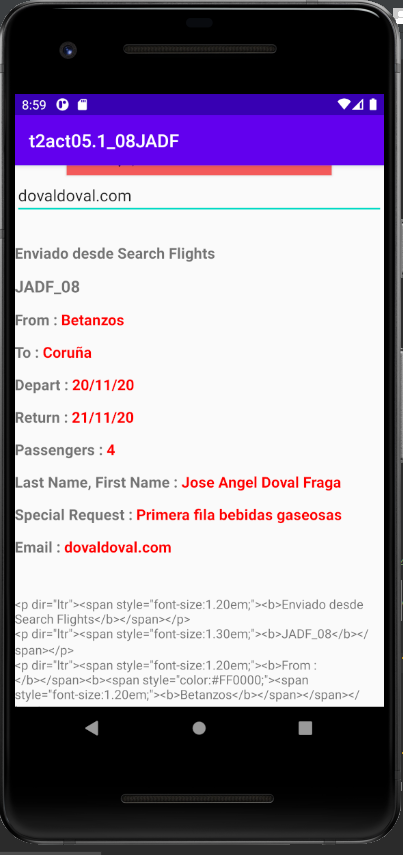 8:59
t2act05.1_08JADF
dovaldoval.com
Enviado desde Search Flights
JADF_08
From : Betanzos
To : Coruña
Depart : 20/11/20
Return : 21/11/20
Passengers : 4
Last Name, First Name : Jose Angel Doval Fraga
Special Request : Primera fila bebidas gaseosas
Email : dovaldoval.com
<p dir="ltr"><span style="font-size:1.20em;"><b>Enviado desde
Search Flights</b></span></p>
<p dir="ltr"><span style="font-size:1.30em;"><b>JADF_08</b></
span></p>
<p dir="ltr"><span style="font-size:1.20em;"><b>From :
</b></span><b><span style="color:#FF0000;"><span
style="font-size:1.20em;"><b>Betanzos</b></span></span></